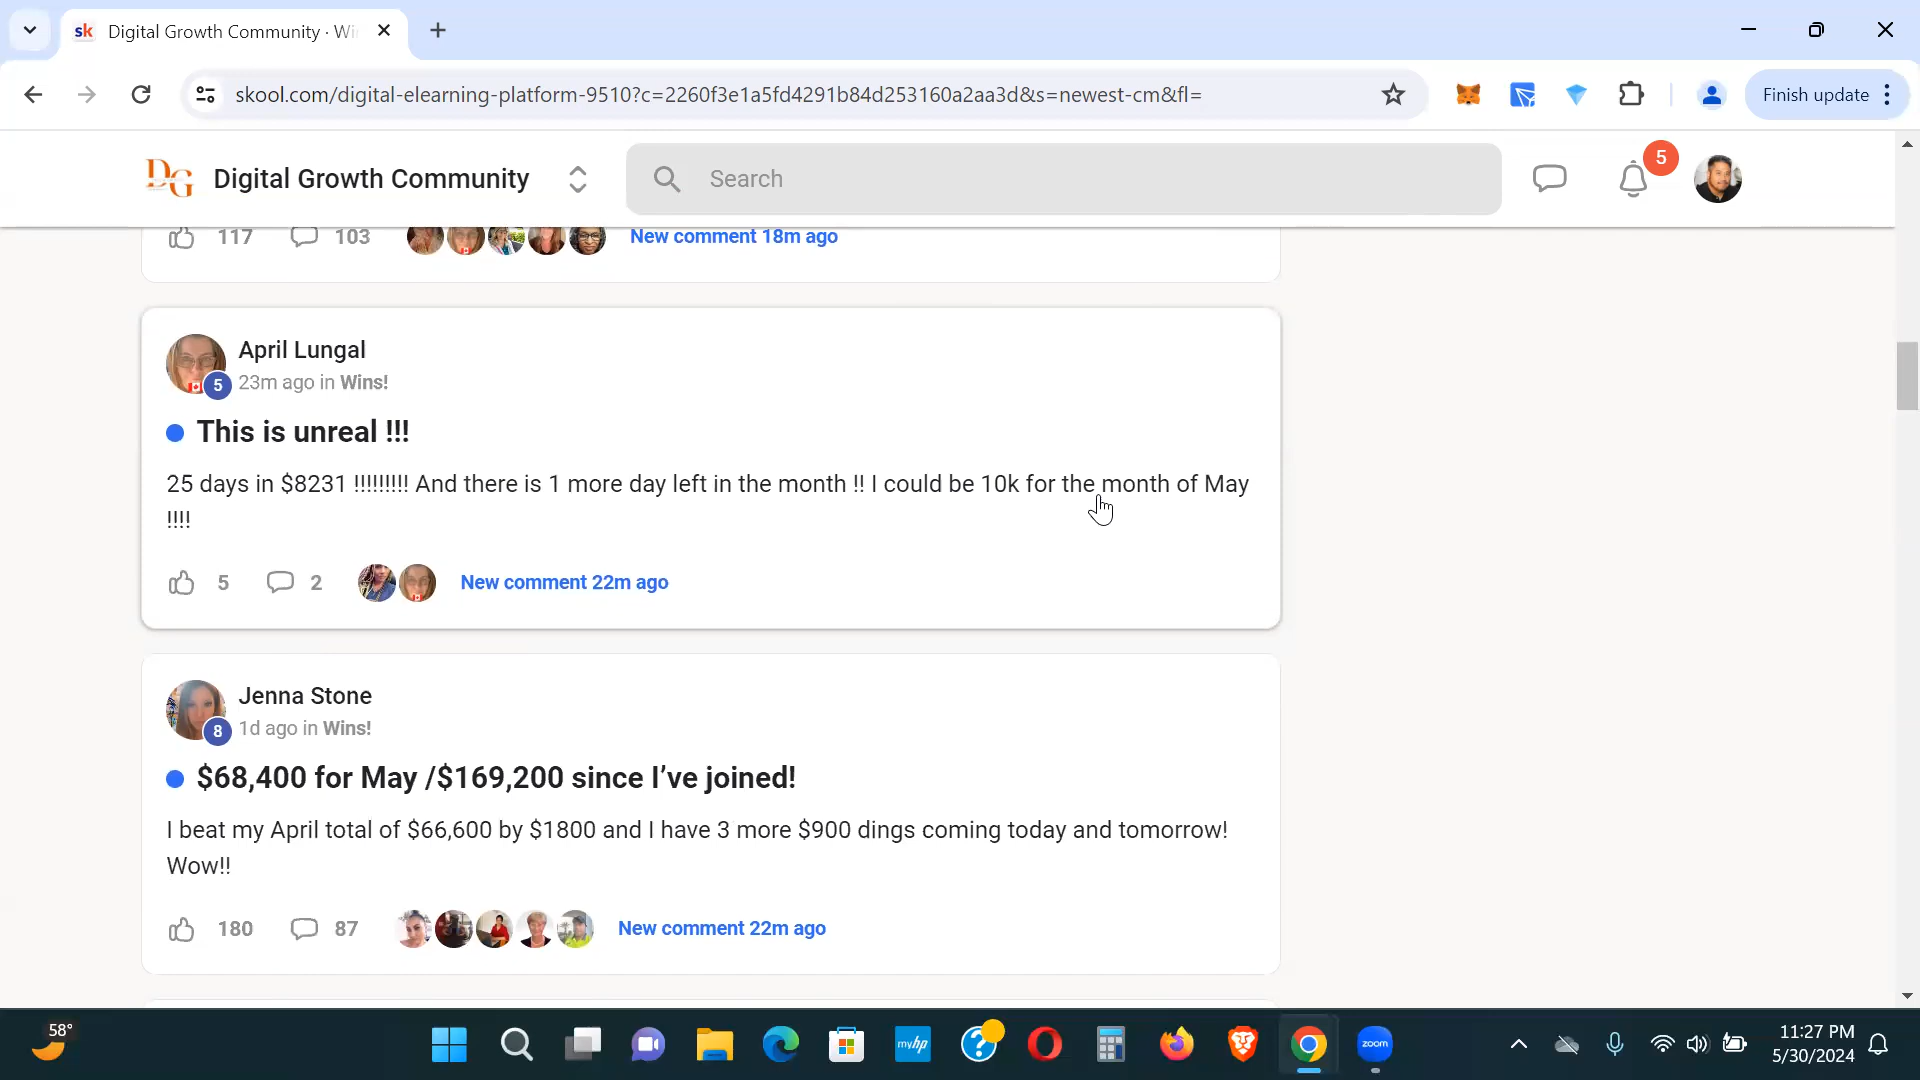 sk Digital Growth Community · Wi
skool.com/digital-elearning-platform-9510?c=2260f3e1a5fd4291b84d253160a2aa3d&s=newest-cm&fl=
Finish update
DG Digital Growth Community
Search
5
117 103 New comment 18m ago
April Lungal
5 23m ago in Wins!
This is unreal !!!
25 days in $8231 !!!!!!!!! And there is 1 more day left in the month !! I could be 10k for the month of May
!!!!
5 2 New comment 22m ago
Jenna Stone
8 1d ago in Wins!
$68,400 for May /$169,200 since I’ve joined!
I beat my April total of $66,600 by $1800 and I have 3 more $900 dings coming today and tomorrow!
Wow!!
180 87 New comment 22m ago
58°
myhp
zoom
11:27 PM
5/30/2024